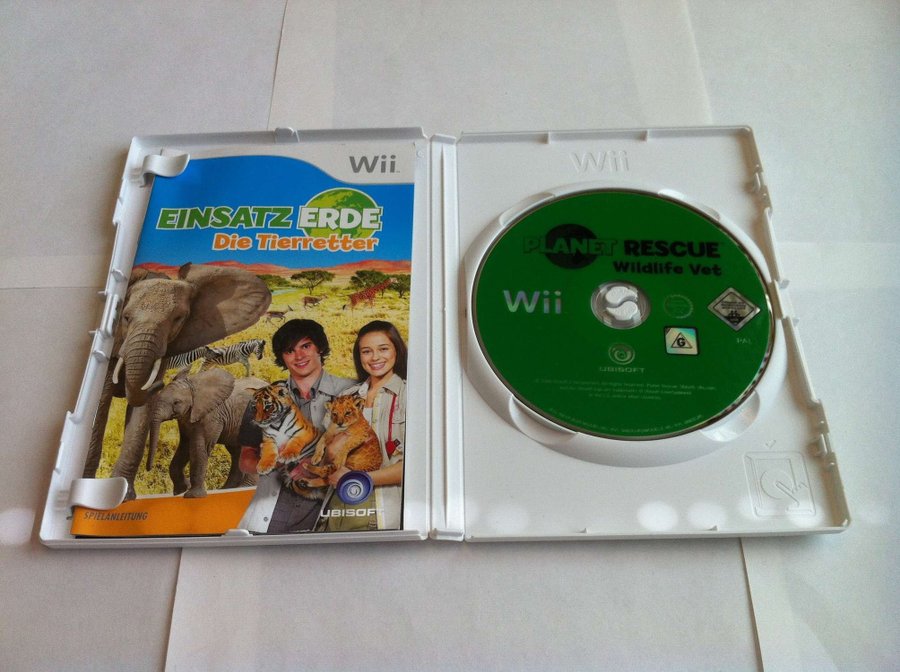 Wii
EINSATZ ERDE
Die Tierretter
UBISOFT
SPIELANLEITUNG
Wii
PLANET RESCUE
Wildlife Vet
Wii
G
PAL
UBISOFT